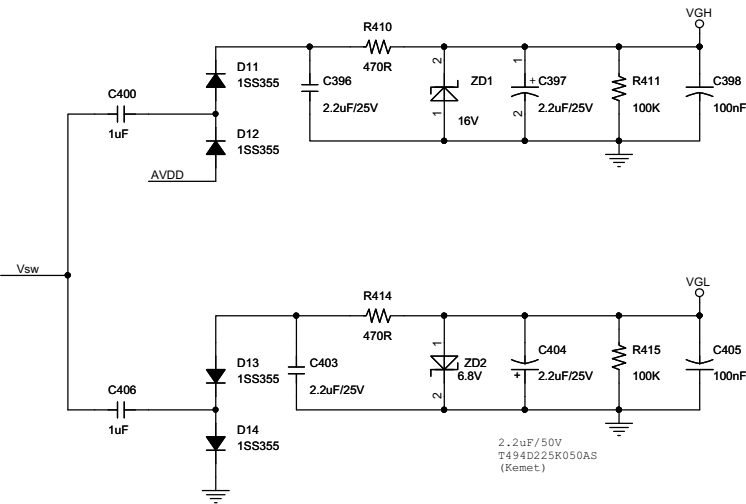 VGH
R410
470R
D11
1SS355
C396
2.2uF/25V
2
ZD1
1
16V
1
+
C397
2.2uF/25V
2
R411
100K
C398
100nF
C400
1uF
D12
1SS355
AVDD
Vsw
VGL
R414
470R
D13
1SS355
C403
2.2uF/25V
1
ZD2
6.8V
2
C404
+
2.2uF/25V
R415
100K
C405
100nF
C406
1uF
D14
1SS355
2.2uF/50V
T494D225K050AS
(Kemet)